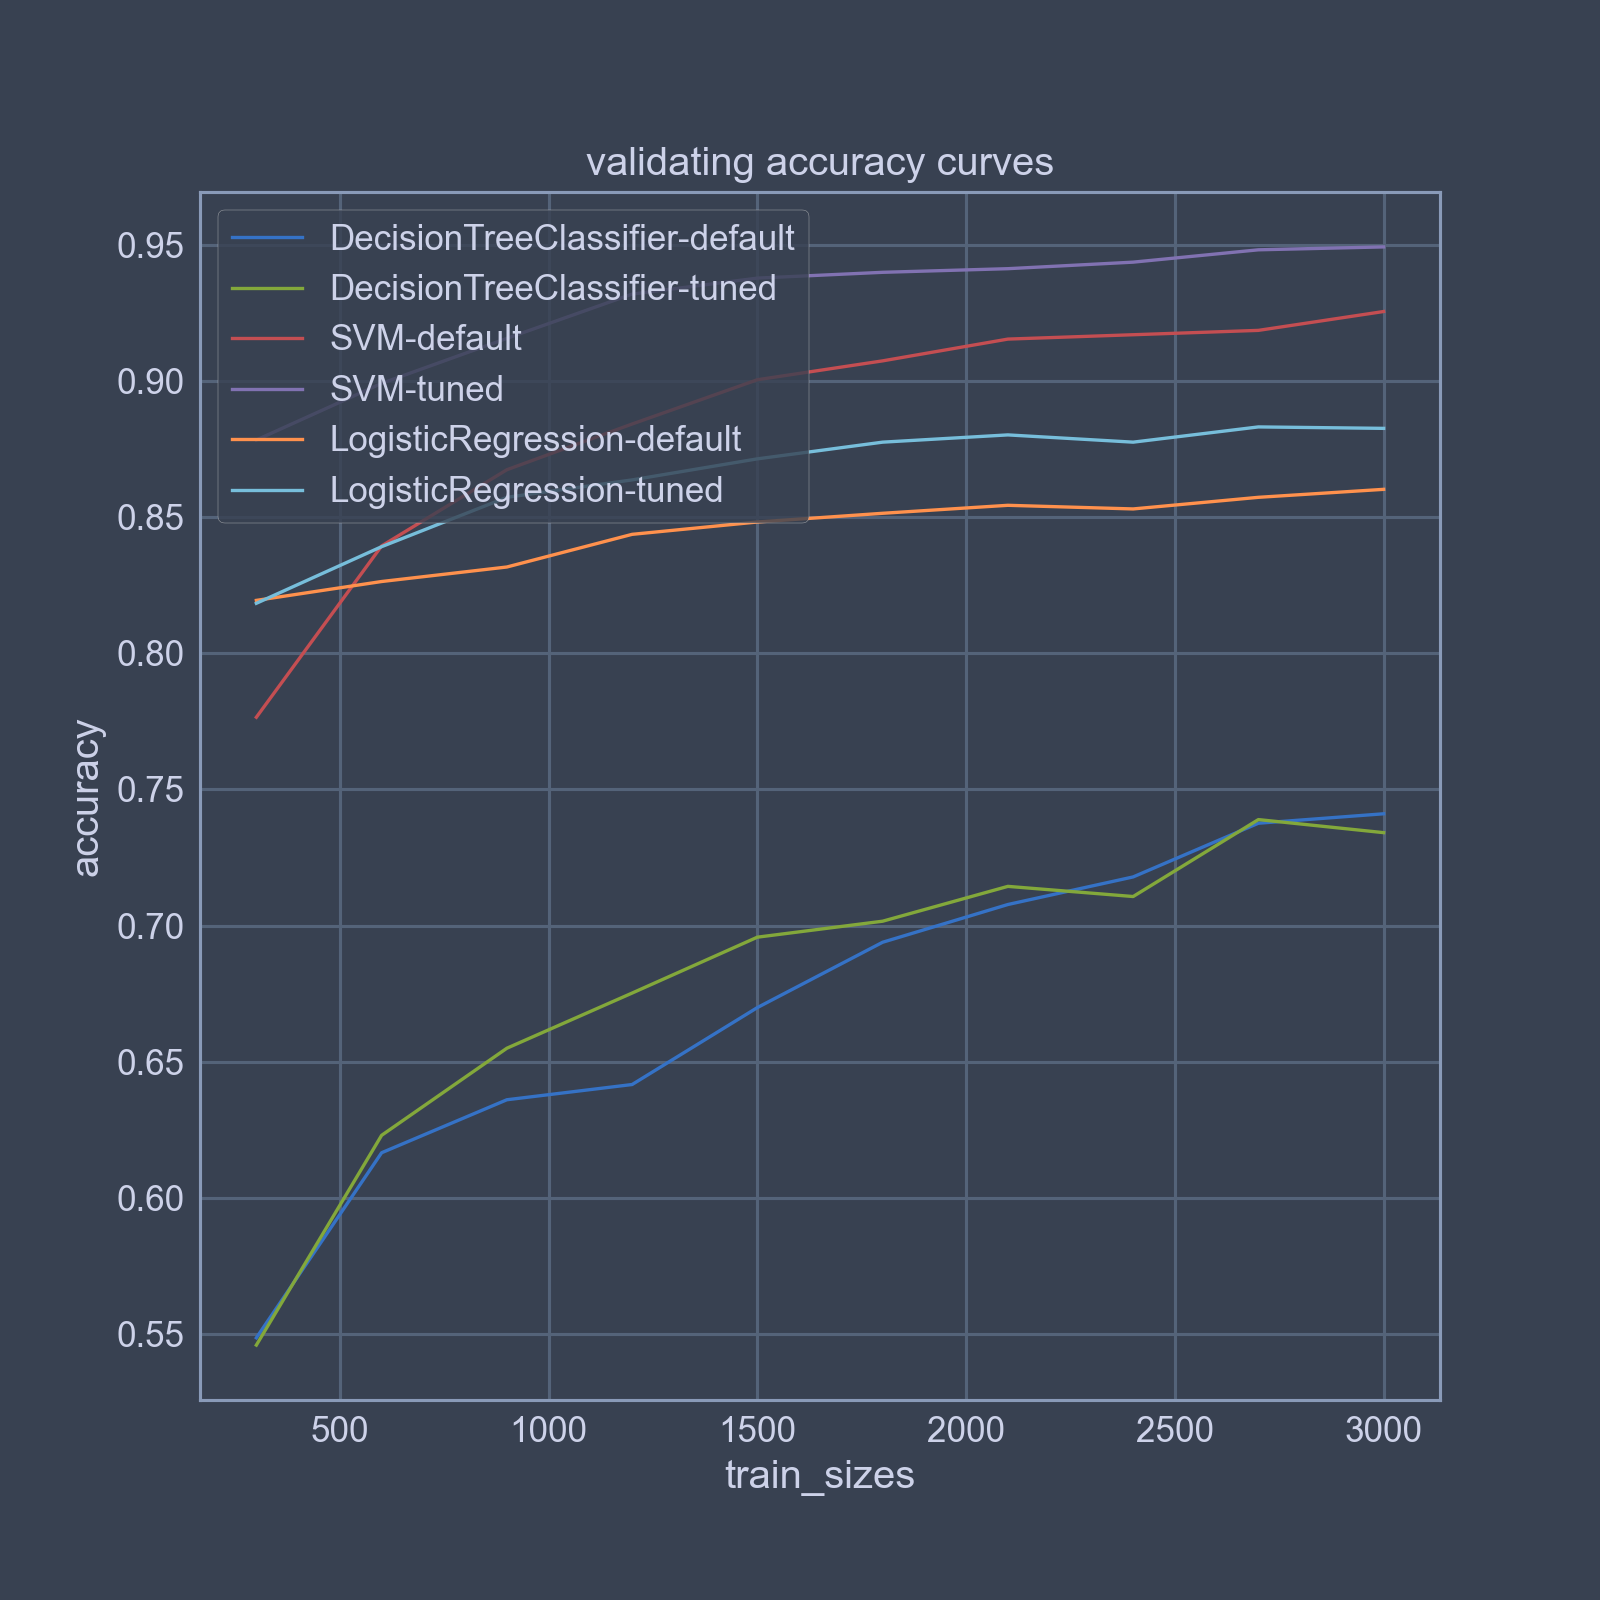 validating accuracy curves
DecisionTreeClassifier-default
DecisionTreeClassifier-tuned
SVM-default
SVM-tuned
LogisticRegression-default
LogisticRegression-tuned
0.95
0.90
0.85
0.80
0.75
0.70
0.65
0.60
0.55
accuracy
500 1000 1500 2000 2500 3000
train_sizes